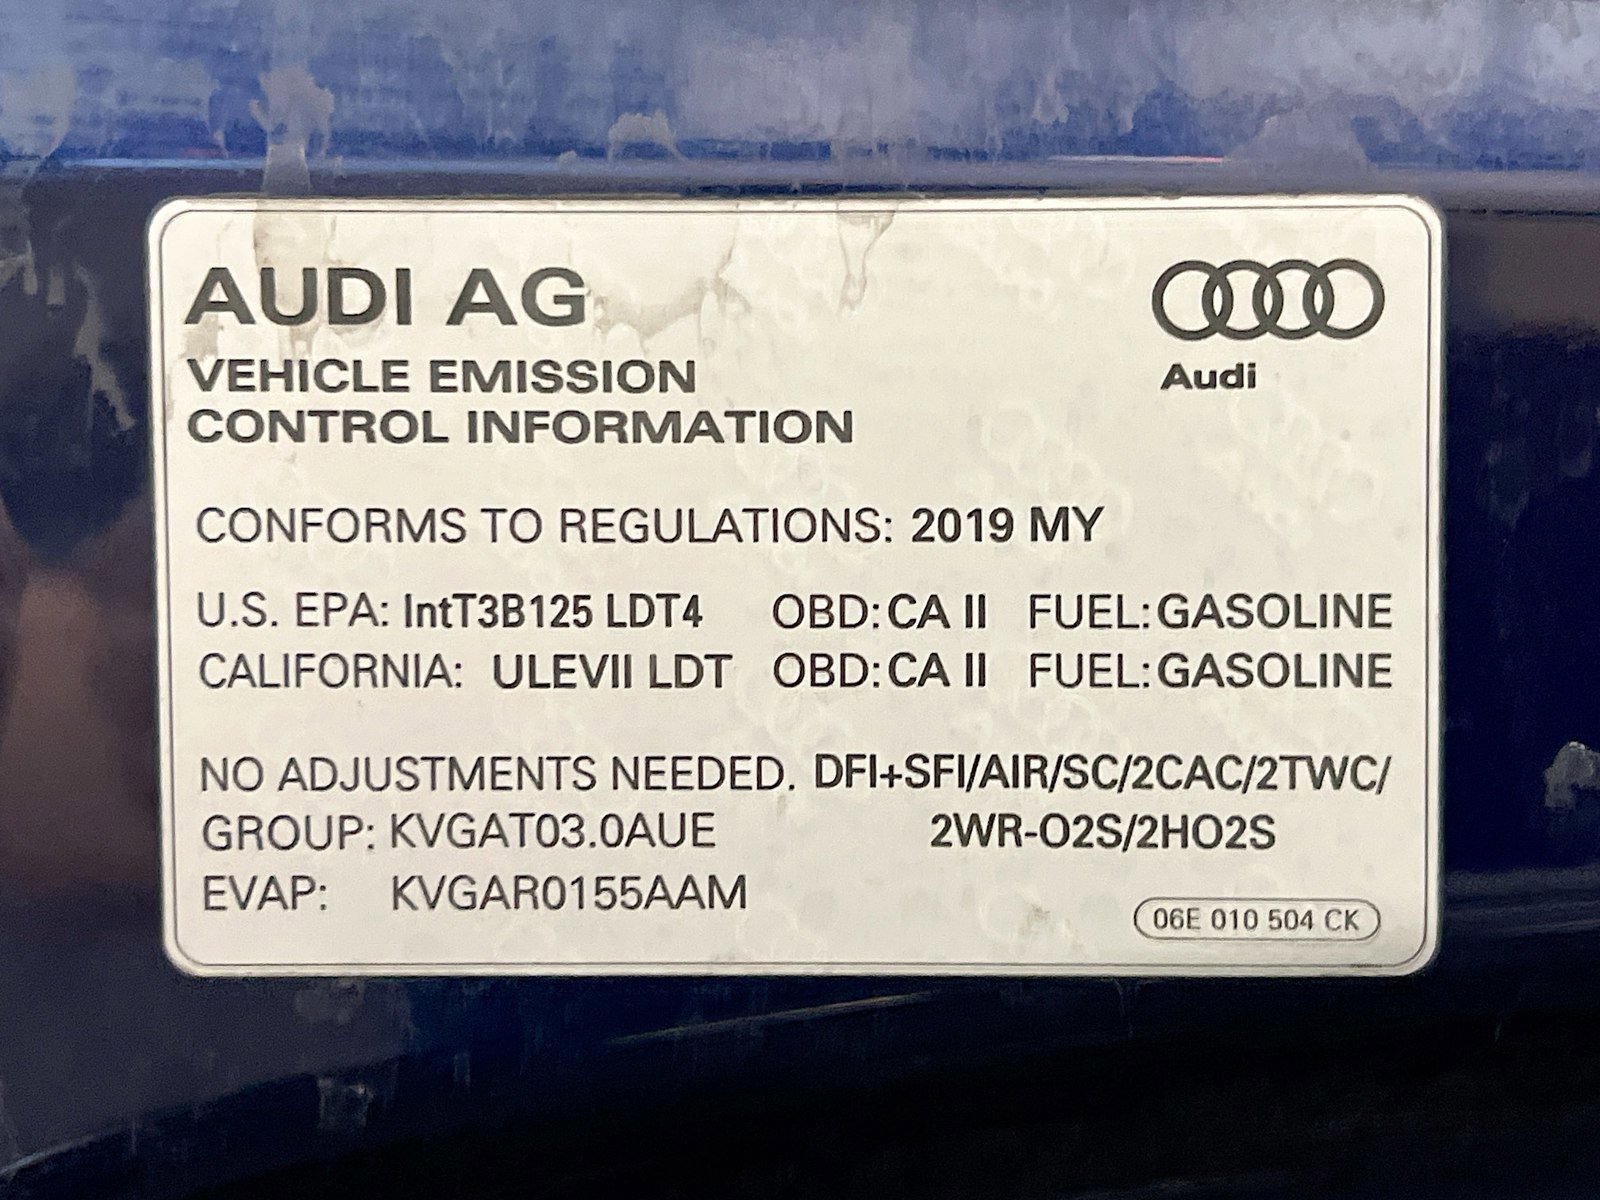 AUDI AG
Audi
VEHICLE EMISSION
CONTROL INFORMATION
CONFORMS TO REGULATIONS: 2019 MY
U.S. EPA: IntT3B125 LDT4 OBD: CA II FUEL: GASOLINE
CALIFORNIA: ULEVII LDT OBD: CA II FUEL: GASOLINE
NO ADJUSTMENTS NEEDED. DFI+SFI/AIR/SC/2CAC/2TWC/
GROUP: KVGAT03.0AUE 2WR-O2S/2HO2S
EVAP: KVGAR0155AAM
06E 010 504 CK